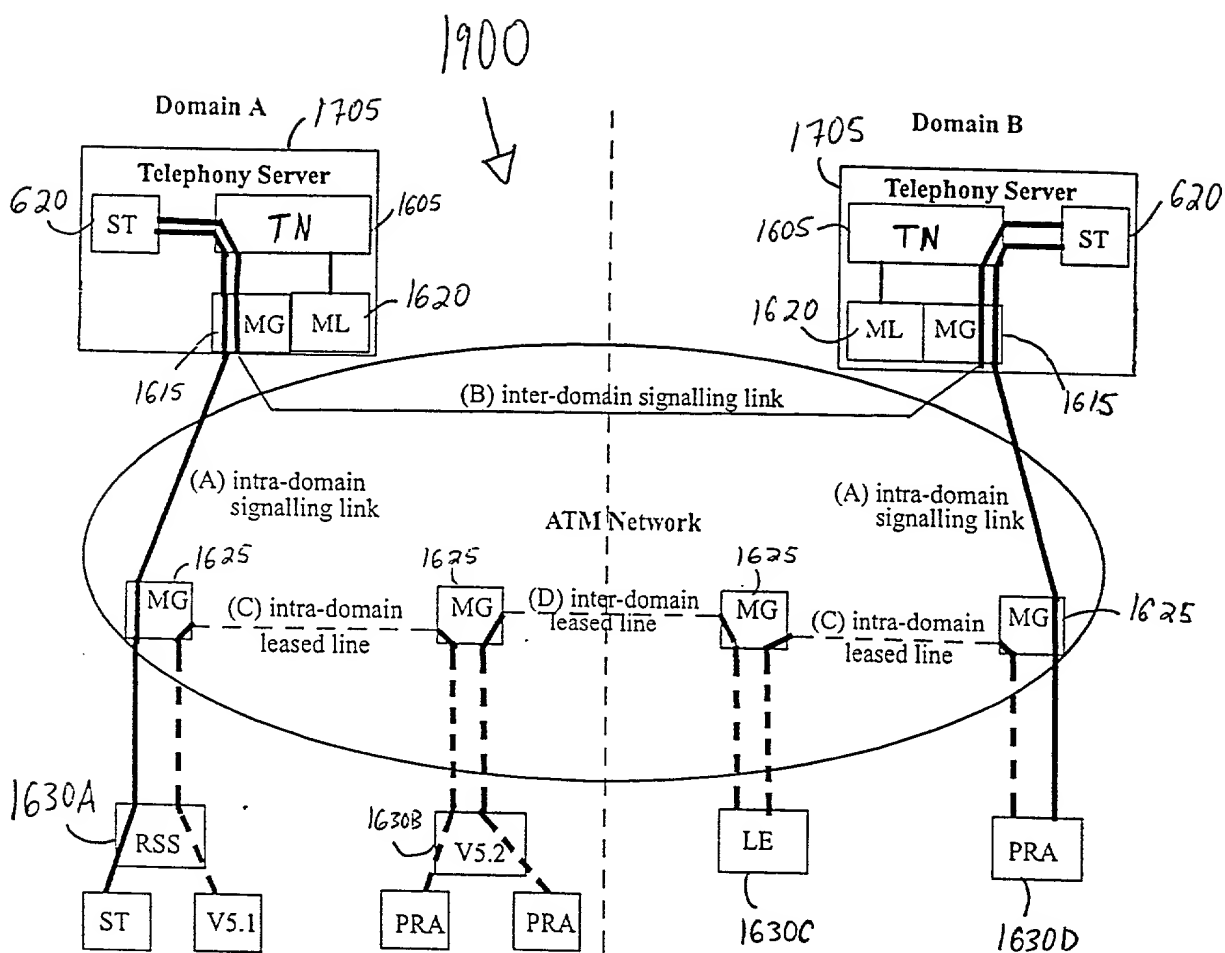 1900
Domain A
1705
Domain B
1705
Telephony Server
Telephony Server
620
ST
TN
1605
1605
TN
ST
620
MG
ML
1620
1620
ML
MG
1615
1615
(B) inter-domain signalling link
(A) intra-domain
signalling link
(A) intra-domain
signalling link
ATM Network
1625
1625
1625
1625
MG
(C) intra-domain
leased line
MG
(D) inter-domain
leased line
MG
(C) intra-domain
leased line
MG
1630A
RSS
1630B
V5.2
LE
PRA
ST
V5.1
PRA
PRA
1630C
1630D